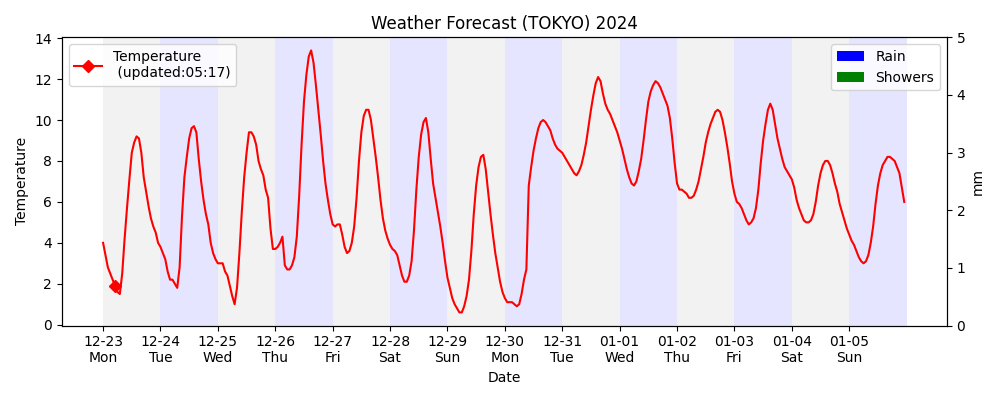 Weather Forecast (TOKYO) 2024
Temperature
(updated:05:17)
Rain
Showers
Temperature
14
12
10
8
6
4
2
0
5
4
3
2
1
0
mm
12-23 12-24 12-25 12-26 12-27 12-28 12-29 12-30 12-31 01-01 01-02 01-03 01-04 01-05
Mon Tue Wed Thu Fri Sat Sun Mon Tue Wed Thu Fri Sat Sun
Date